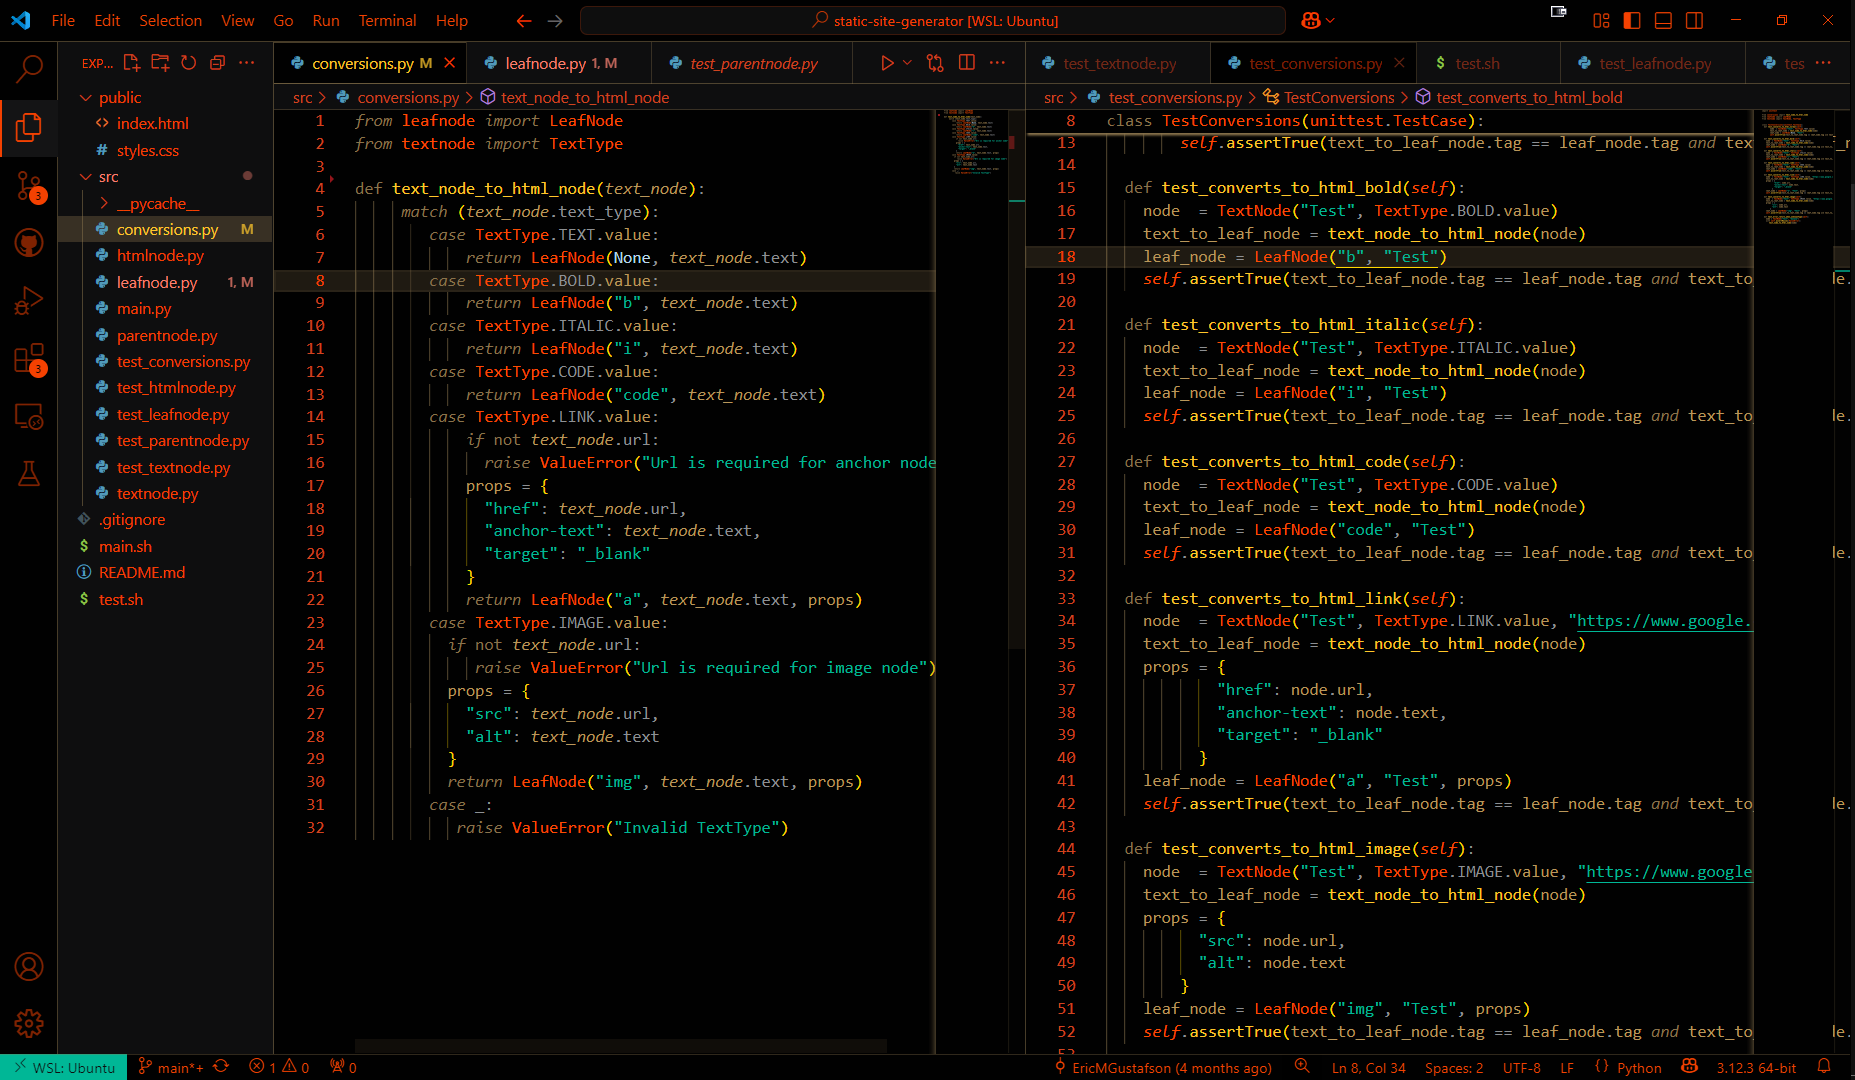 File Edit Selection View Go Run Terminal Help
static-site-generator [WSL: Ubuntu]
EXP...
public
index.html
styles.css
src
__pycache__
conversions.py M
htmlnode.py
leafnode.py 1, M
main.py
parentnode.py
test_conversions.py
test_htmlnode.py
test_leafnode.py
test_parentnode.py
test_textnode.py
textnode.py
.gitignore
main.sh
README.md
test.sh
3
3
conversions.py M
leafnode.py 1, M
test_parentnode.py
src > conversions.py > text_node_to_html_node
1 from leafnode import LeafNode
2 from textnode import TextType
3
4 def text_node_to_html_node(text_node):
5 match (text_node.text_type):
6 case TextType.TEXT.value:
7 return LeafNode(None, text_node.text)
8 case TextType.BOLD.value:
9 return LeafNode("b", text_node.text)
10 case TextType.ITALIC.value:
11 return LeafNode("i", text_node.text)
12 case TextType.CODE.value:
13 return LeafNode("code", text_node.text)
14 case TextType.LINK.value:
15 if not text_node.url:
16 raise ValueError("Url is required for anchor node
17 props = {
18 "href": text_node.url,
19 "anchor-text": text_node.text,
20 "target": "_blank"
21 }
22 return LeafNode("a", text_node.text, props)
23 case TextType.IMAGE.value:
24 if not text_node.url:
25 raise ValueError("Url is required for image node")
26 props = {
27 "src": text_node.url,
28 "alt": text_node.text
29 }
30 return LeafNode("img", text_node.text, props)
31 case _:
32 raise ValueError("Invalid TextType")
test_textnode.py
test_conversions.py
test.sh
test_leafnode.py
tes
src > test_conversions.py > TestConversions > test_converts_to_html_bold
8 class TestConversions(unittest.TestCase):
13 self.assertTrue(text_to_leaf_node.tag == leaf_node.tag and tex
14
15 def test_converts_to_html_bold(self):
16 node = TextNode("Test", TextType.BOLD.value)
17 text_to_leaf_node = text_node_to_html_node(node)
18 leaf_node = LeafNode("b", "Test")
19 self.assertTrue(text_to_leaf_node.tag == leaf_node.tag and text_to le.
20
21 def test_converts_to_html_italic(self):
22 node = TextNode("Test", TextType.ITALIC.value)
23 text_to_leaf_node = text_node_to_html_node(node)
24 leaf_node = LeafNode("i", "Test")
25 self.assertTrue(text_to_leaf_node.tag == leaf_node.tag and text_to le.
26
27 def test_converts_to_html_code(self):
28 node = TextNode("Test", TextType.CODE.value)
29 text_to_leaf_node = text_node_to_html_node(node)
30 leaf_node = LeafNode("code", "Test")
31 self.assertTrue(text_to_leaf_node.tag == leaf_node.tag and text_to le.
32
33 def test_converts_to_html_link(self):
34 node = TextNode("Test", TextType.LINK.value, "https://www.google.
35 text_to_leaf_node = text_node_to_html_node(node)
36 props = {
37 "href": node.url,
38 "anchor-text": node.text,
39 "target": "_blank"
40 }
41 leaf_node = LeafNode("a", "Test", props)
42 self.assertTrue(text_to_leaf_node.tag == leaf_node.tag and text_to le.
43
44 def test_converts_to_html_image(self):
45 node = TextNode("Test", TextType.IMAGE.value, "https://www.google
46 text_to_leaf_node = text_node_to_html_node(node)
47 props = {
48 "src": node.url,
49 "alt": node.text
50 }
51 leaf_node = LeafNode("img", "Test", props)
52 self.assertTrue(text_to_leaf_node.tag == leaf_node.tag and text_to le.
WSL: Ubuntu main*+ 1 0 0 EricMGustafson (4 months ago) Ln 8, Col 34 Spaces: 2 UTF-8 LF Python 3.12.3 64-bit